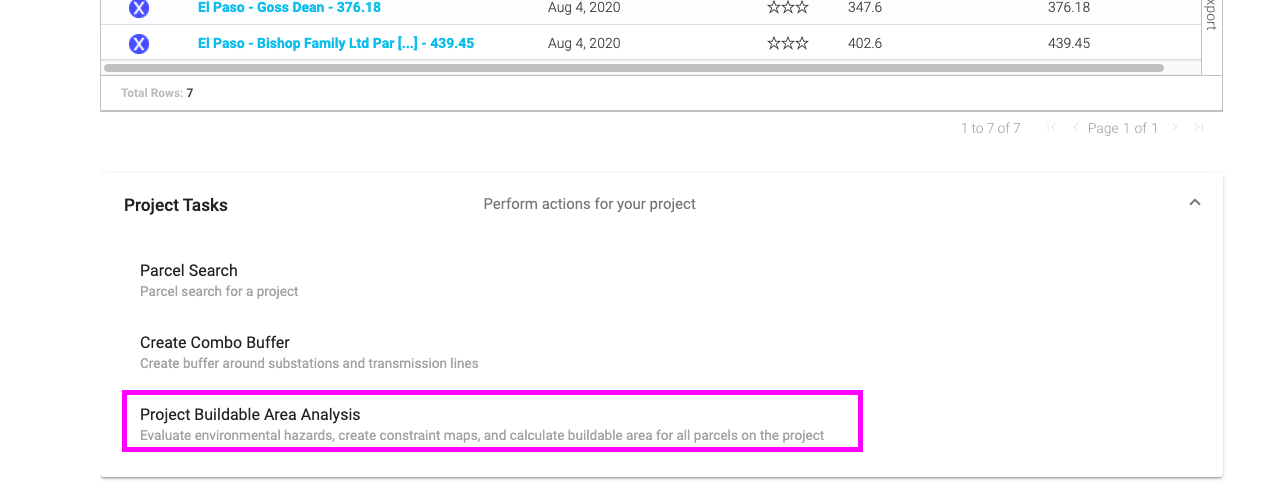 El Paso - Goss Dean - 376.18 Aug 4, 2020 347.6 376.18
xport
X El Paso - Bishop Family Ltd Par [...] - 439.45 Aug 4, 2020 402.6 439.45
Total Rows: 7
1 to 7 of 7 Page 1 of 1
Project Tasks Perform actions for your project
Parcel Search
Parcel search for a project
Create Combo Buffer
Create buffer around substations and transmission lines
Project Buildable Area Analysis
Evaluate environmental hazards, create constraint maps, and calculate buildable area for all parcels on the project